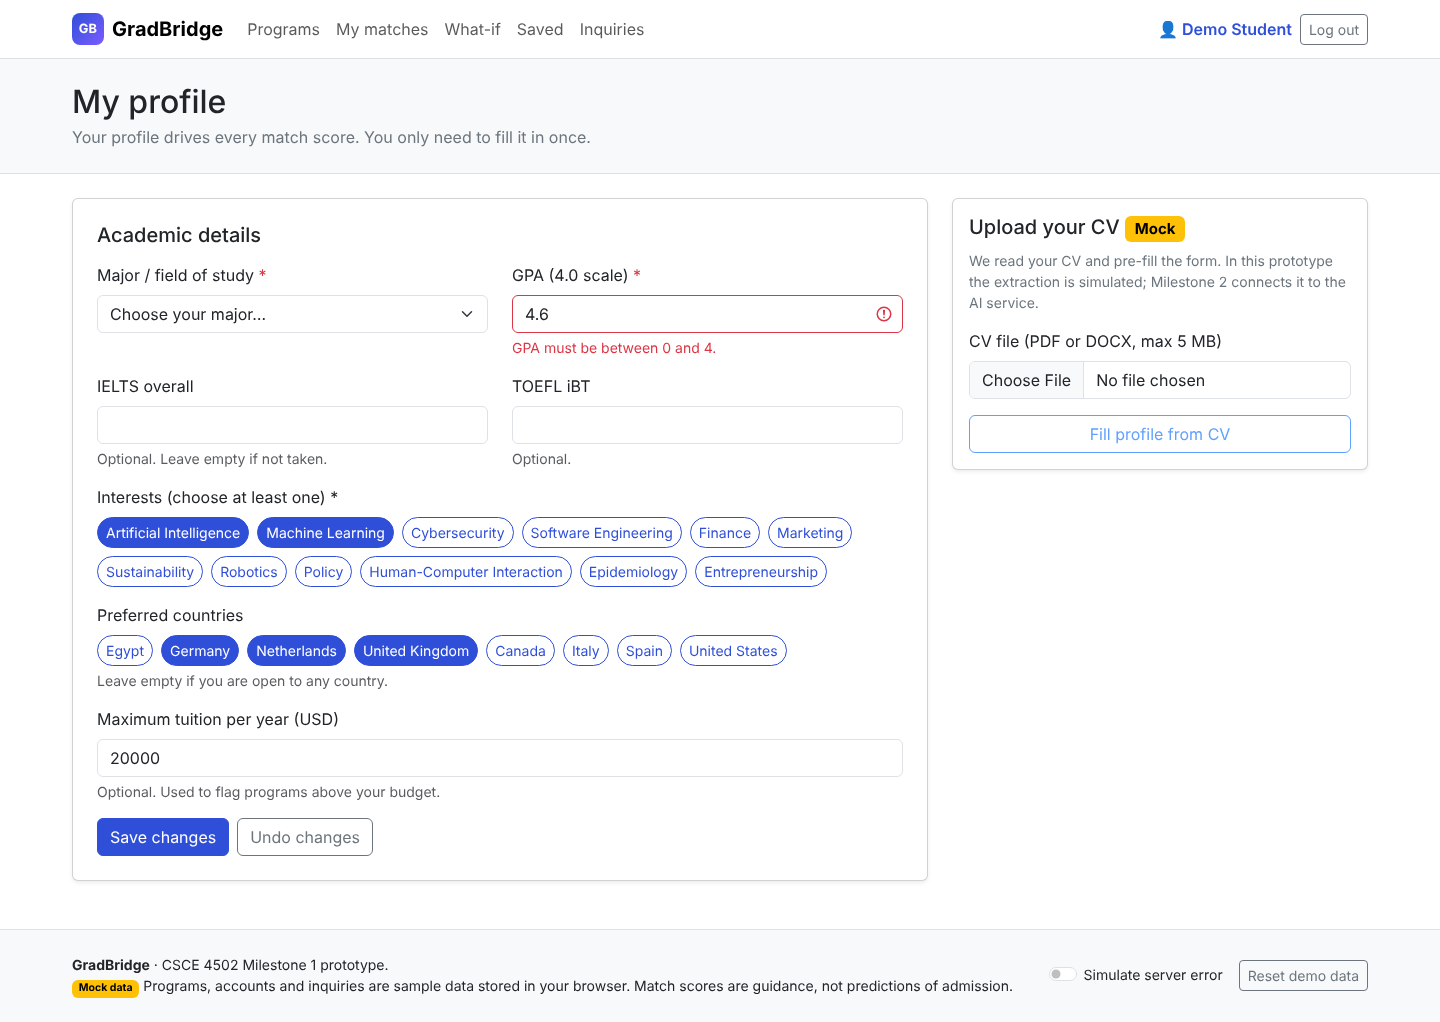 GB GradBridge Programs My matches What-if Saved Inquiries Demo Student Log out
My profile
Your profile drives every match score. You only need to fill it in once.
Academic details
Major / field of study *
Choose your major...
GPA (4.0 scale) *
4.6
GPA must be between 0 and 4.
IELTS overall
Optional. Leave empty if not taken.
TOEFL iBT
Optional.
Interests (choose at least one) *
Artificial Intelligence Machine Learning Cybersecurity Software Engineering Finance Marketing
Sustainability Robotics Policy Human-Computer Interaction Epidemiology Entrepreneurship
Preferred countries
Egypt Germany Netherlands United Kingdom Canada Italy Spain United States
Leave empty if you are open to any country.
Maximum tuition per year (USD)
20000
Optional. Used to flag programs above your budget.
Save changes Undo changes
Upload your CV Mock
We read your CV and pre-fill the form. In this prototype
the extraction is simulated; Milestone 2 connects it to the
AI service.
CV file (PDF or DOCX, max 5 MB)
Choose File No file chosen
Fill profile from CV
GradBridge · CSCE 4502 Milestone 1 prototype.
Mock data Programs, accounts and inquiries are sample data stored in your browser. Match scores are guidance, not predictions of admission.
Simulate server error Reset demo data